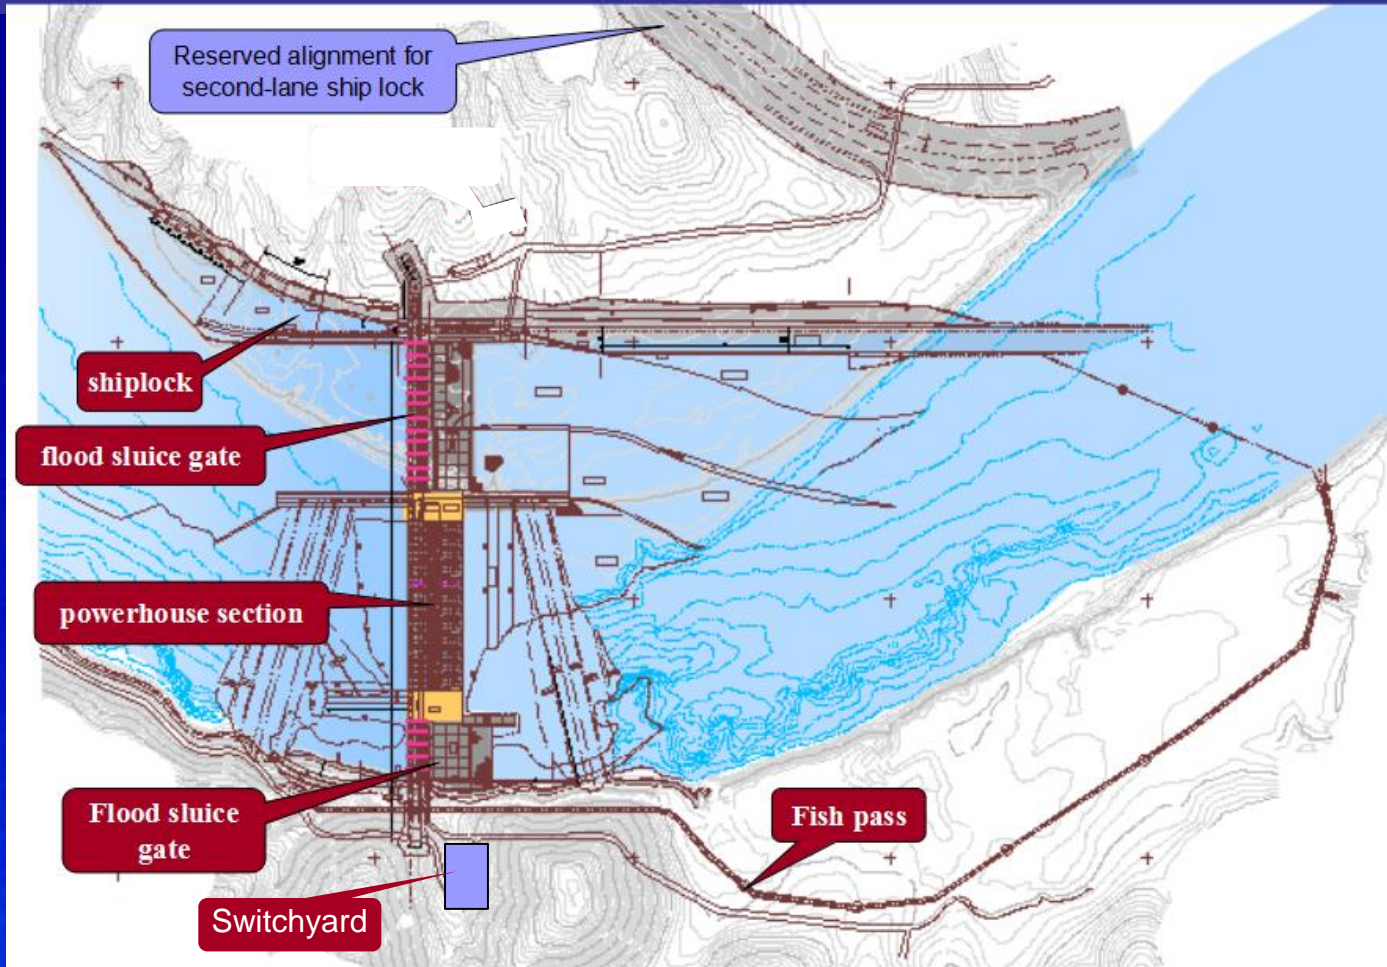 Reserved alignment for
second-lane ship lock
shiplock
flood sluice gate
powerhouse section
Flood sluice
gate
Fish pass
Switchyard